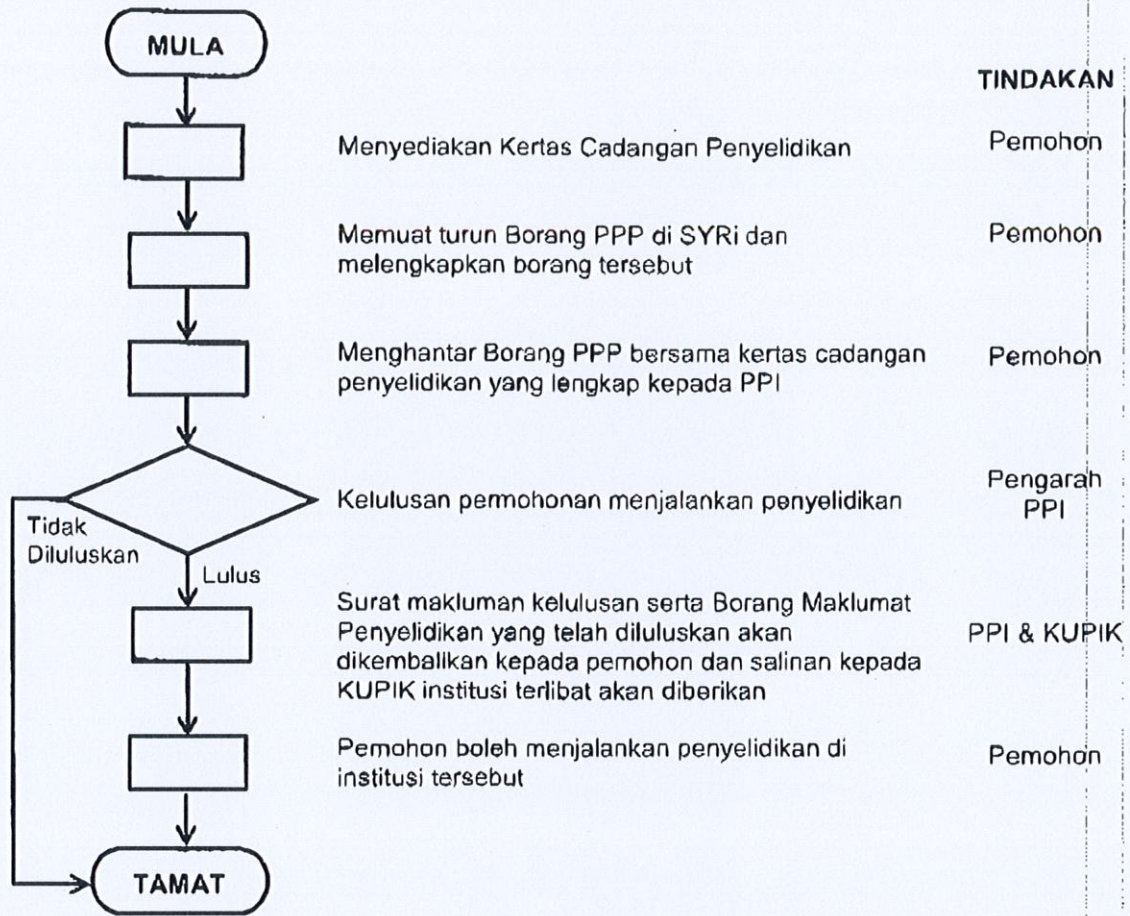 MULA
TINDAKAN
Menyediakan Kertas Cadangan Penyelidikan
Pemohon
Memuat turun Borang PPP di SYRi dan
melengkapkan borang tersebut
Pemohon
Menghantar Borang PPP bersama kertas cadangan
penyelidikan yang lengkap kepada PPI
Pemohon
Kelulusan permohonan menjalankan penyelidikan
Pengarah
PPI
Tidak
Diluluskan
Lulus
Surat makluman kelulusan serta Borang Maklumat
Penyelidikan yang telah diluluskan akan
dikembalikan kepada pemohon dan salinan kepada
KUPIK institusi terlibat akan diberikan
PPI & KUPIK
Pemohon boleh menjalankan penyelidikan di
institusi tersebut
Pemohon
TAMAT